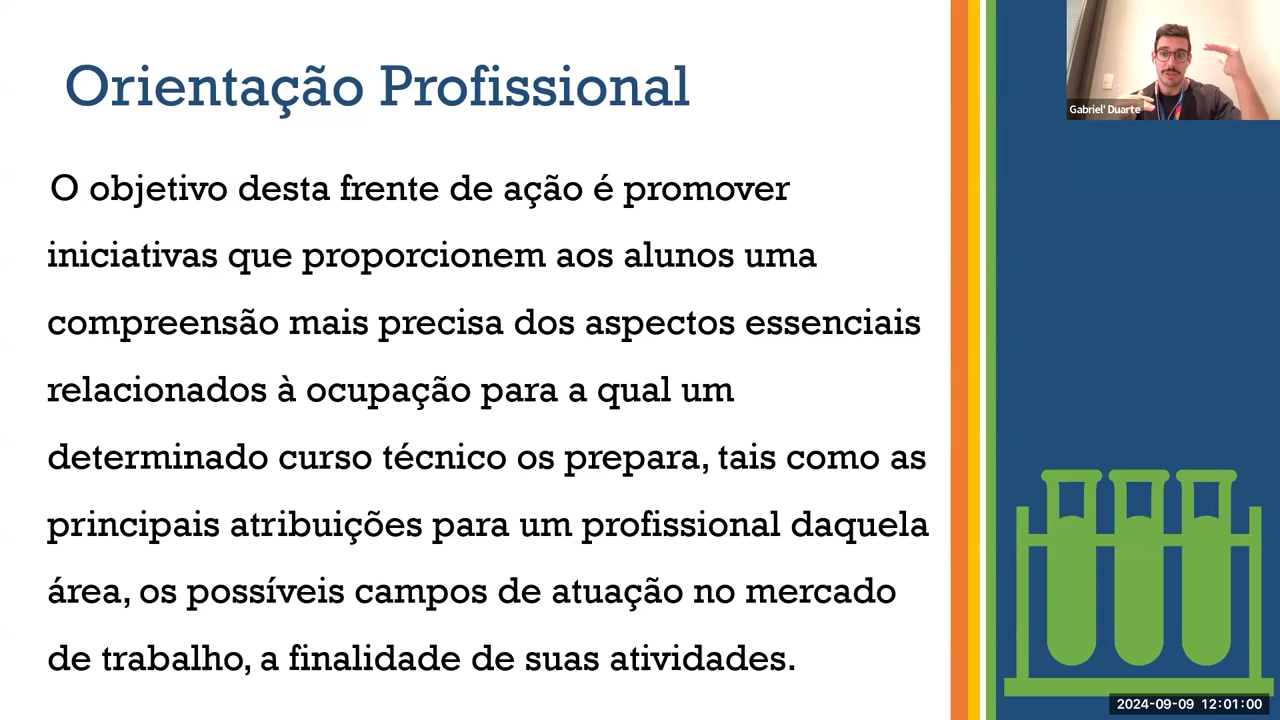 Orientação Profissional
Gabriel' Duarte
O objetivo desta frente de ação é promover
iniciativas que proporcionem aos alunos uma
compreensão mais precisa dos aspectos essenciais
relacionados à ocupação para a qual um
determinado curso técnico os prepara, tais como as
principais atribuições para um profissional daquela
área, os possíveis campos de atuação no mercado
de trabalho, a finalidade de suas atividades.
2024-09-09 12:01:00